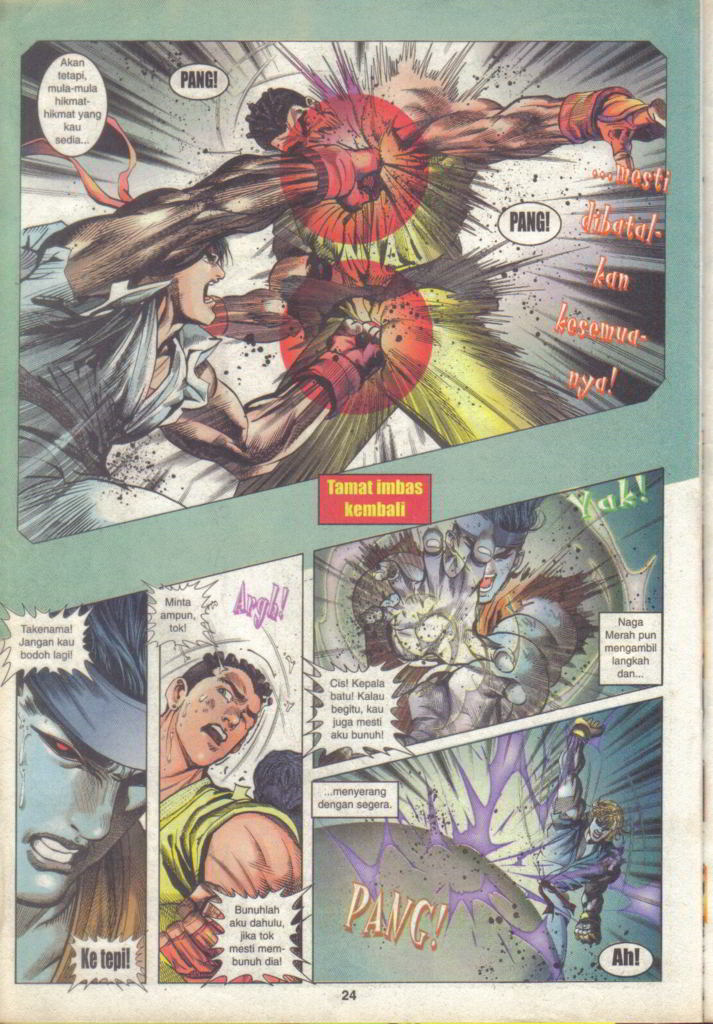 Akan
tetapi,
mula-mula
hikmat-
hikmat yang
kau
sedia...
PANG!
PANG!
...mesti
dibatal-
kan
kesemua-
nya!
Tamat imbas
kembali
Yak!
Takenama!
Jangan kau
bodoh lagi!
Ke tepi!
Minta
ampun,
tok!
Argh!
Bunuhlah
aku dahulu,
jika tok
mesti mem-
bunuh dia!
Cis! Kepala
batu! Kalau
begitu, kau
juga mesti
aku bunuh!
Naga
Merah pun
mengambil
langkah
dan...
...menyerang
dengan segera.
PANG!
Ah!
24